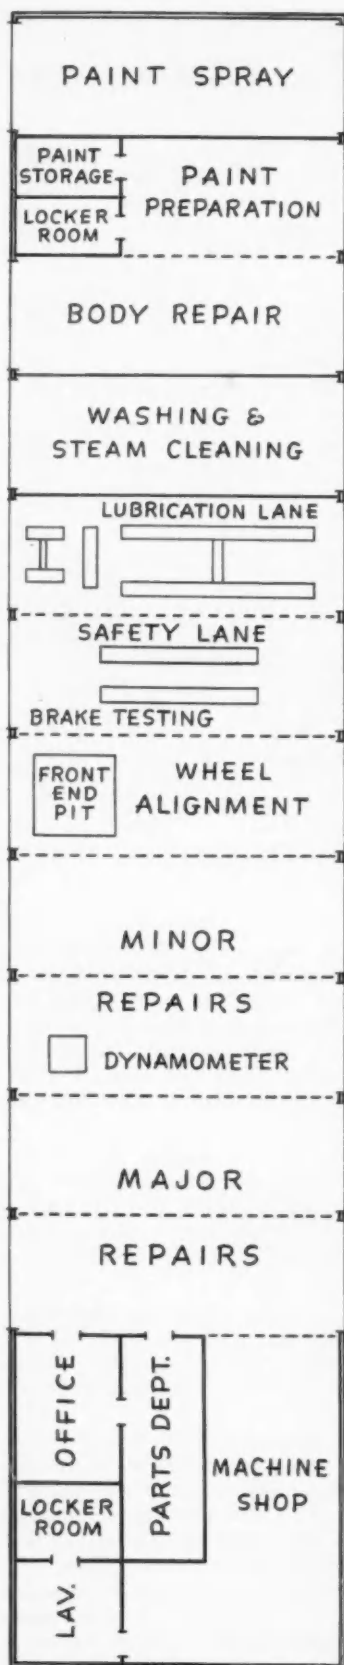 PAINT SPRAY
PAINT
STORAGE
PAINT
PREPARATION
LOCKER
ROOM
BODY REPAIR
WASHING &
STEAM CLEANING
LUBRICATION LANE
SAFETY LANE
BRAKE TESTING
FRONT
END
PIT
WHEEL
ALIGNMENT
MINOR
REPAIRS
DYNAMOMETER
MAJOR
REPAIRS
OFFICE
PARTS DEPT.
MACHINE
SHOP
LOCKER
ROOM
LAV.